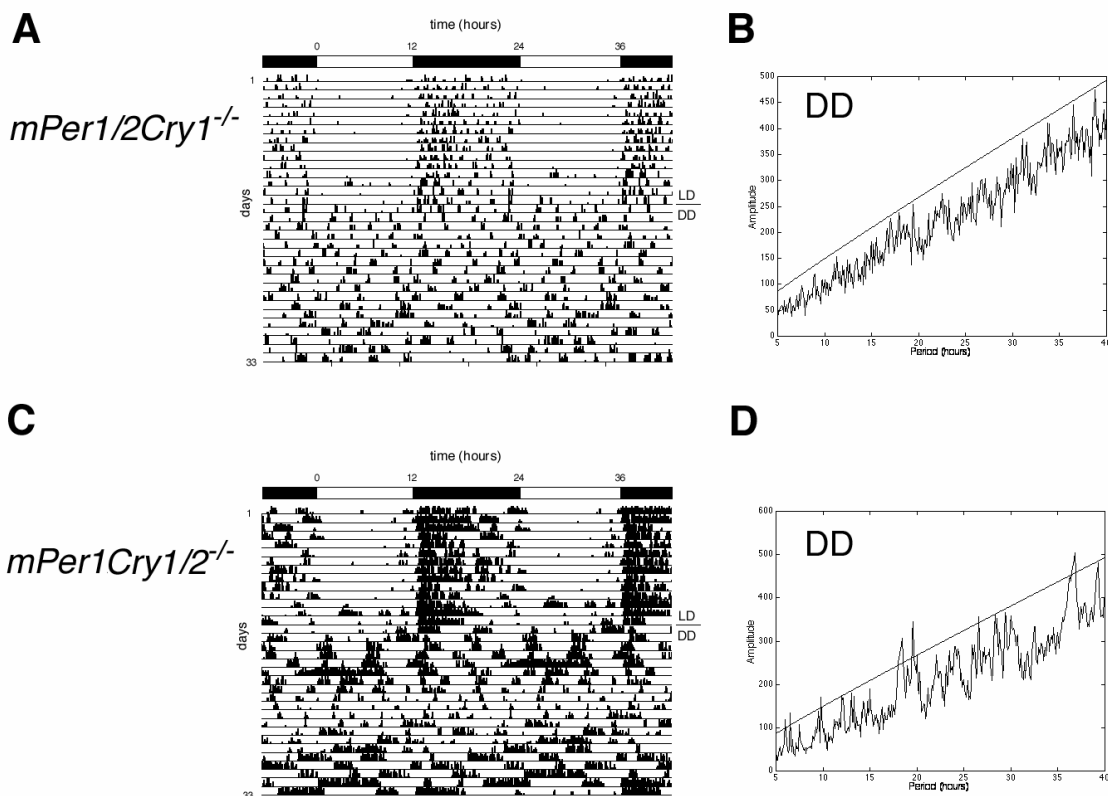 A
time (hours)
0 12 24 36
1
mPer1/2Cry1-/-
days
LD
DD
33
B
DD
500
450
400
350
300
250
200
150
100
50
0
Amplitude
5 10 15 20 25 30 35 40
Period (hours)
C
time (hours)
0 12 24 36
1
mPer1Cry1/2-/-
days
LD
DD
33
D
DD
600
500
400
300
200
100
0
Amplitude
5 10 15 20 25 30 35 40
Period (hours)